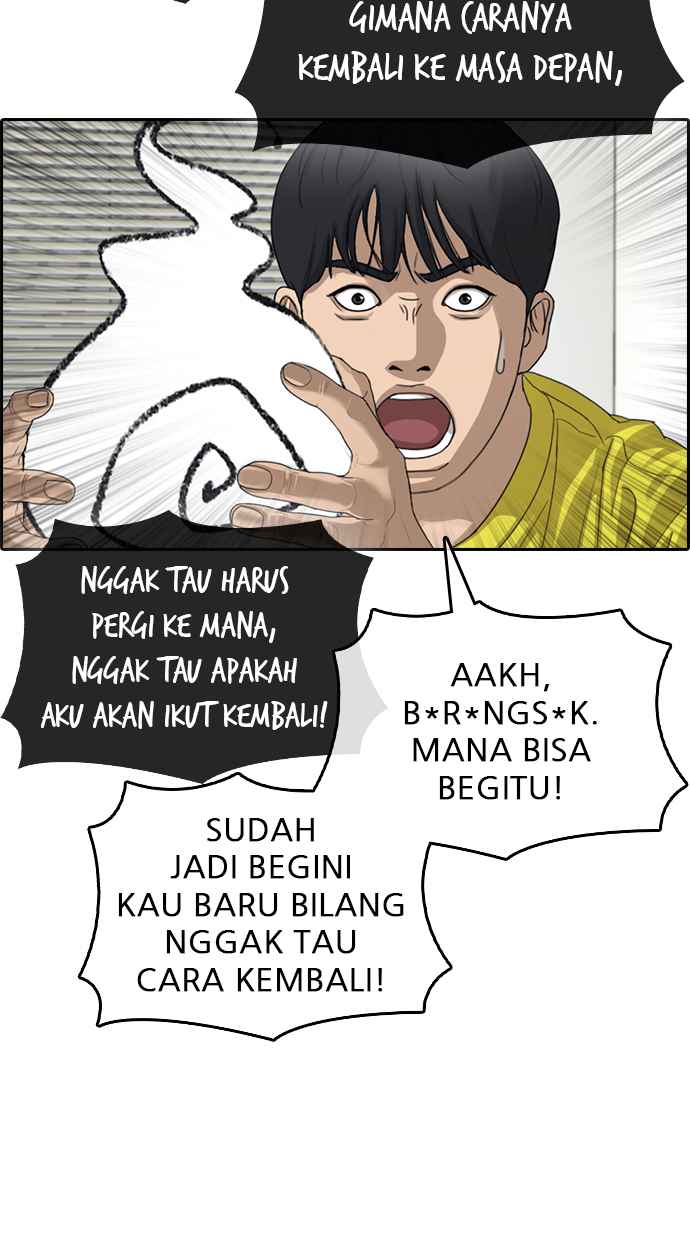 GIMANA CARANYA
KEMBALI KE MASA DEPAN,
NGGAK TAU HARUS
PERGI KE MANA,
NGGAK TAU APAKAH
AKU AKAN IKUT KEMBALI!
AAKH,
B*R*NGS*K.
MANA BISA
BEGITU!
SUDAH
JADI BEGINI
KAU BARU BILANG
NGGAK TAU
CARA KEMBALI!